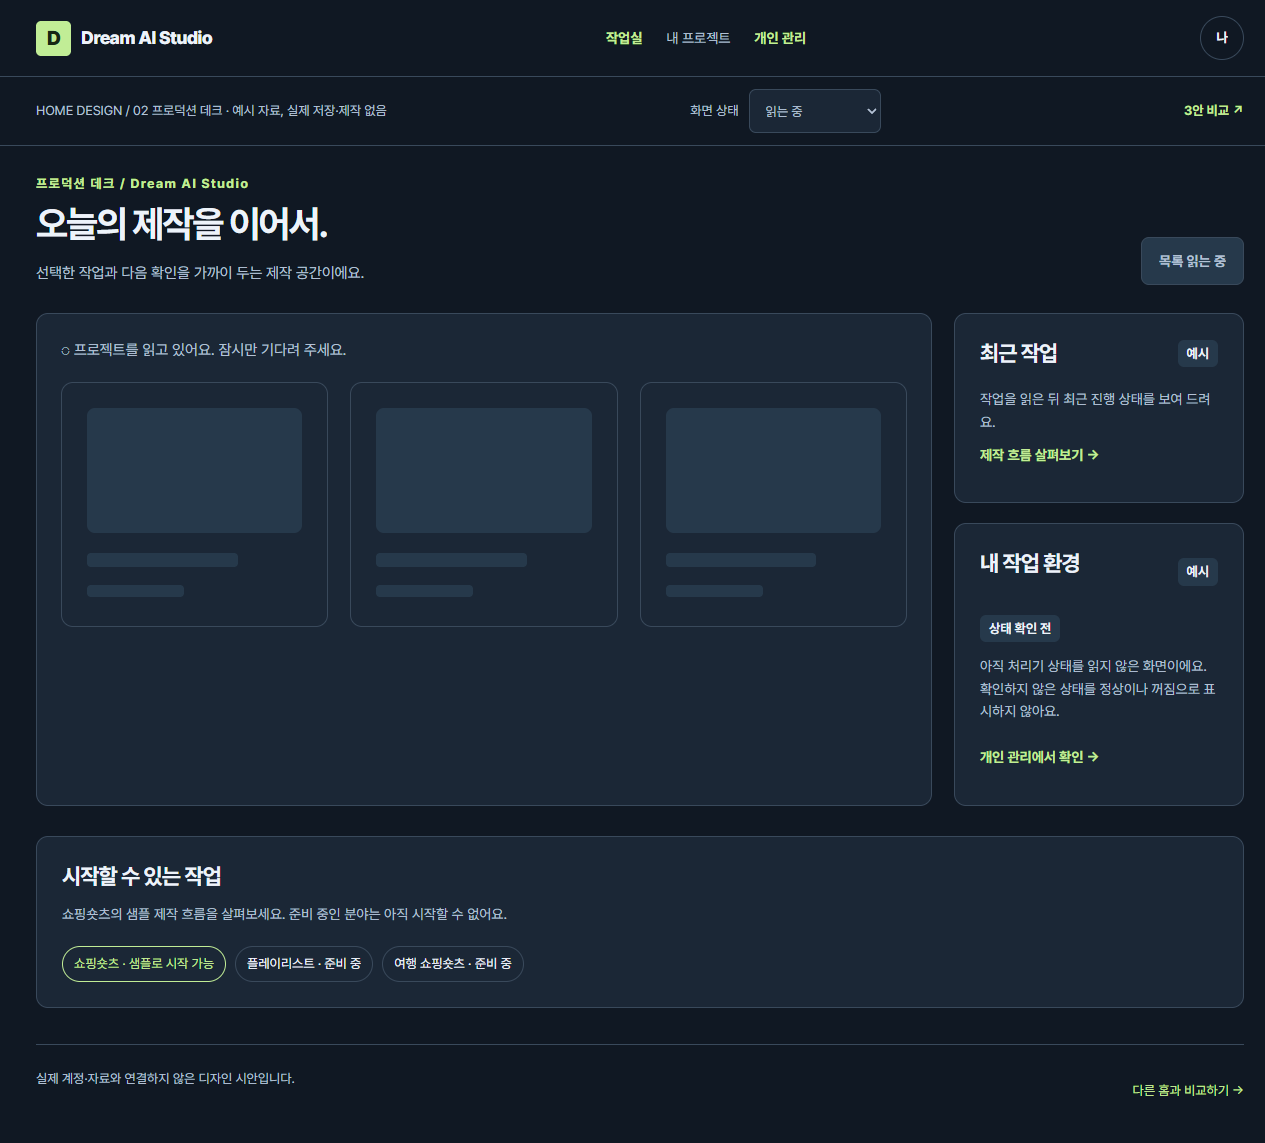 D Dream AI Studio
작업실 내 프로젝트 개인 관리
나
HOME DESIGN / 02 프로덕션 데크 · 예시 자료, 실제 저장·제작 없음
화면 상태 읽는 중
3안 비교 ↗
프로덕션 데크 / Dream AI Studio
오늘의 제작을 이어서.
선택한 작업과 다음 확인을 가까이 두는 제작 공간이에요.
목록 읽는 중
프로젝트를 읽고 있어요. 잠시만 기다려 주세요.
최근 작업
예시
작업을 읽은 뒤 최근 진행 상태를 보여 드려
요.
제작 흐름 살펴보기 →
내 작업 환경
예시
상태 확인 전
아직 처리기 상태를 읽지 않은 화면이에요.
확인하지 않은 상태를 정상이나 꺼짐으로 표
시하지 않아요.
개인 관리에서 확인 →
시작할 수 있는 작업
쇼핑숏츠의 샘플 제작 흐름을 살펴보세요. 준비 중인 분야는 아직 시작할 수 없어요.
쇼핑숏츠 · 샘플로 시작 가능
플레이리스트 · 준비 중
여행 쇼핑숏츠 · 준비 중
실제 계정·자료와 연결하지 않은 디자인 시안입니다.
다른 홈과 비교하기 →